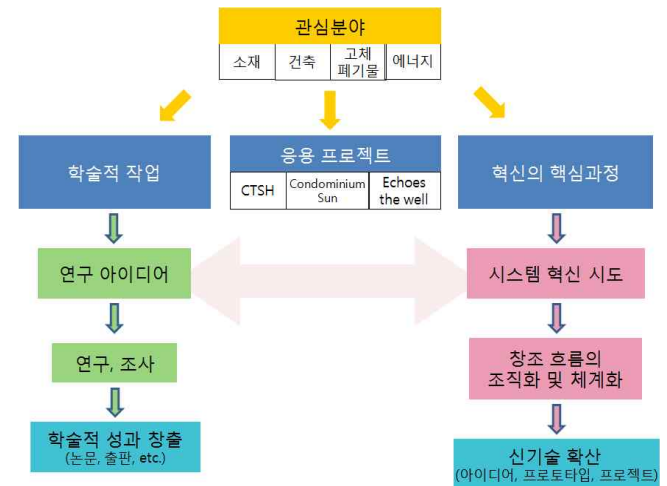 관심분야
소재
건축
고체
폐기물
에너지
학술적 작업
응용 프로젝트
CTSH
Condominium
Sun
Echoes
the well
혁신의 핵심과정
연구 아이디어
시스템 혁신 시도
연구, 조사
창조 흐름의
조직화 및 체계화
학술적 성과 창출
(논문, 출판, etc.)
신기술 확산
(아이디어, 프로토타입, 프로젝트)